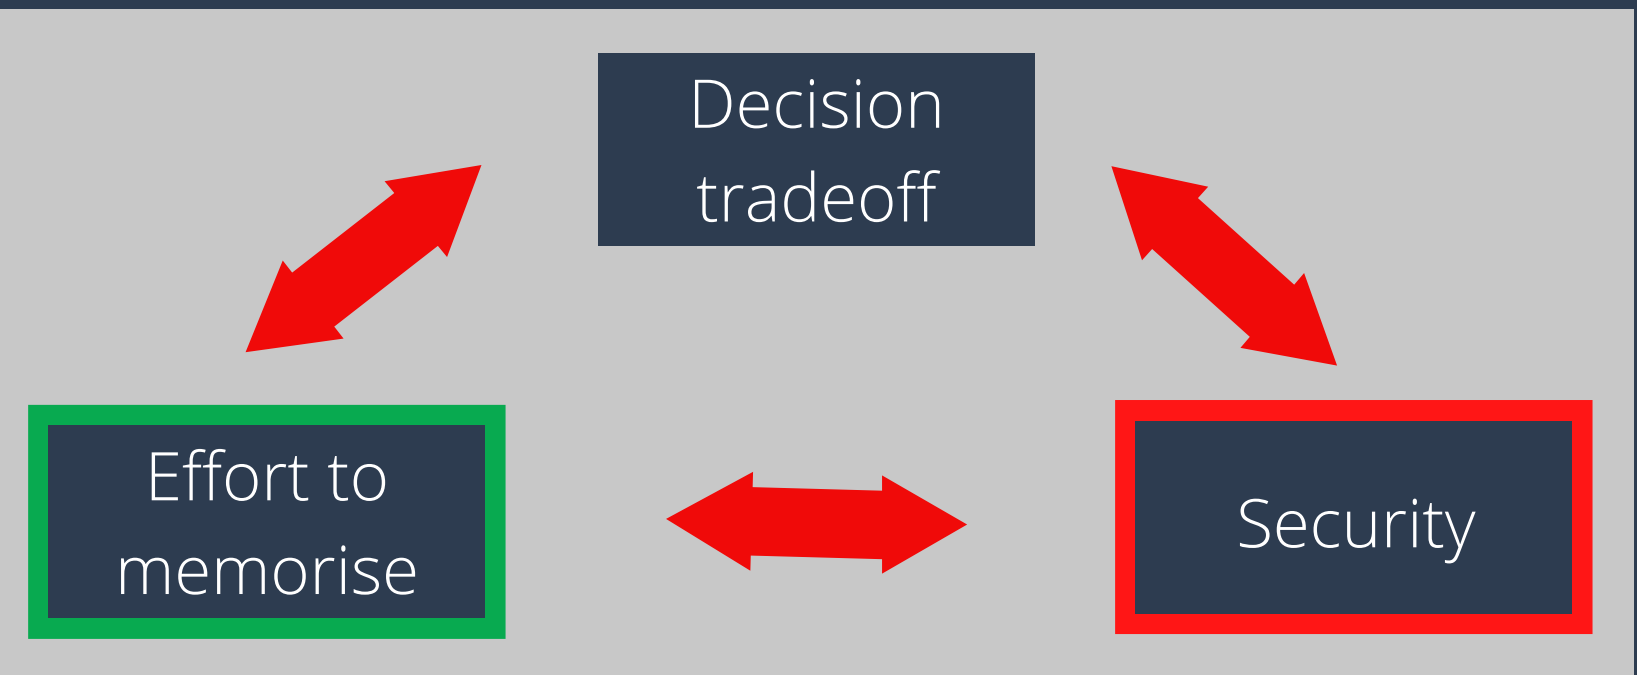 Decision
tradeoff
Effort to
memorise
Security